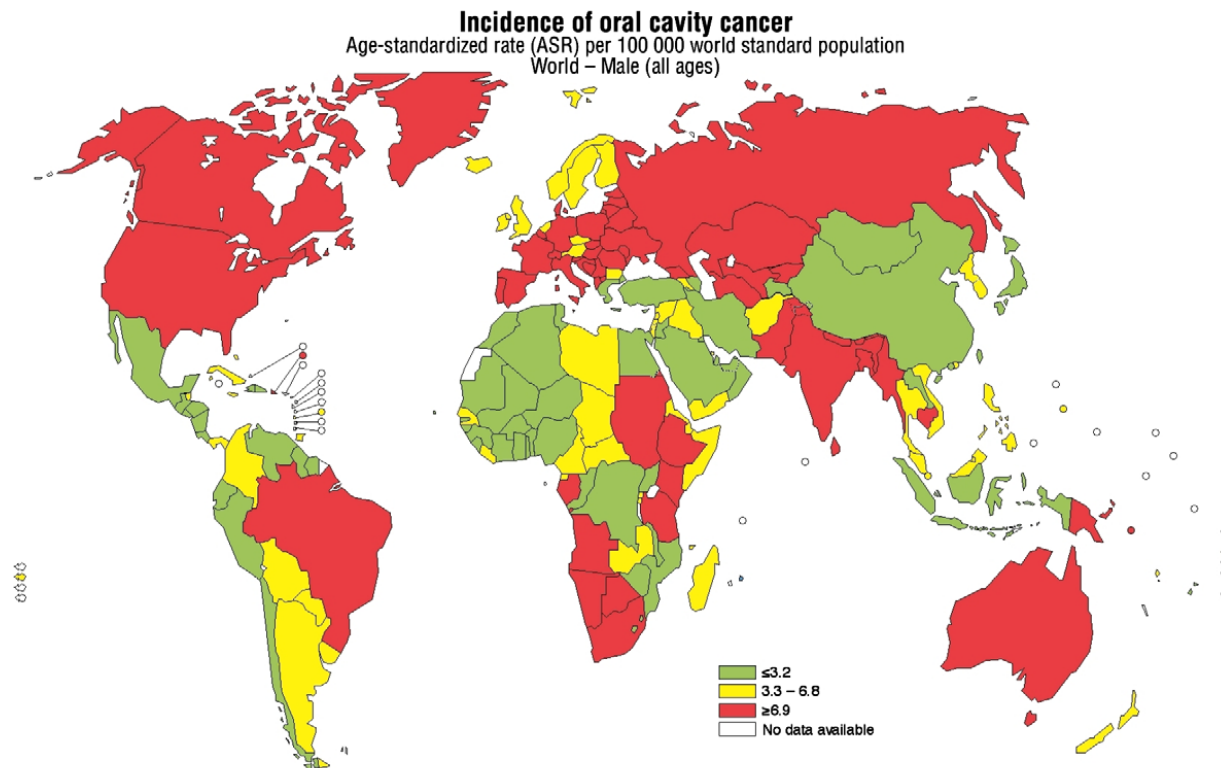 Incidence of oral cavity cancer
Age-standardized rate (ASR) per 100 000 world standard population
World – Male (all ages)
≤3.2
3.3 – 6.8
≥6.9
No data available